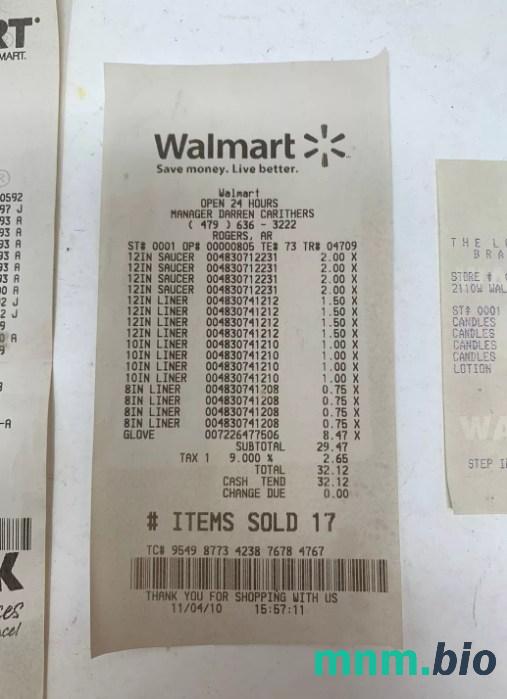 Walmart
Save money. Live better.
Walmart
OPEN 24 HOURS
MANAGER DARREN CARITHERS
( 479 ) 636 - 3222
ROGERS, AR
ST# 0001 OP# 00000805 TE# 73 TR# 04709
12IN SAUCER 004830712231 2.00 X
12IN SAUCER 004830712231 2.00 X
12IN SAUCER 004830712231 2.00 X
12IN SAUCER 004830712231 2.00 X
12IN LINER 004830741212 1.50 X
12IN LINER 004830741212 1.50 X
12IN LINER 004830741212 1.50 X
12IN LINER 004830741212 1.50 X
10IN LINER 004830741210 1.00 X
10IN LINER 004830741210 1.00 X
10IN LINER 004830741210 1.00 X
10IN LINER 004830741210 1.00 X
8IN LINER 004830741208 0.75 X
8IN LINER 004830741208 0.75 X
8IN LINER 004830741208 0.75 X
8IN LINER 004830741208 0.75 X
GLOVE 007226477506 8.47 X
SUBTOTAL 29.47
TAX 1 9.000 % 2.65
TOTAL 32.12
CASH TEND 32.12
CHANGE DUE 0.00
# ITEMS SOLD 17
TC# 9549 8773 4238 7678 4767
THANK YOU FOR SHOPPING WITH US
11/04/10 15:57:11
ST# 0001
CANDLES
CANDLES
CANDLES
CANDLES
LOTION
mnm.bio